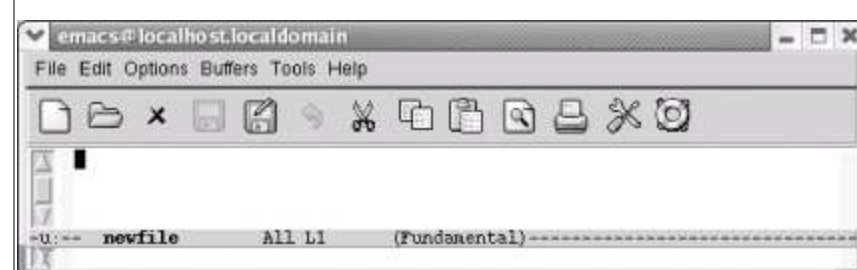 emacs@localhost.localdomain
File Edit Options Buffers Tools Help
-u:-- newfile All L1 (Fundamental)--------------------------------------